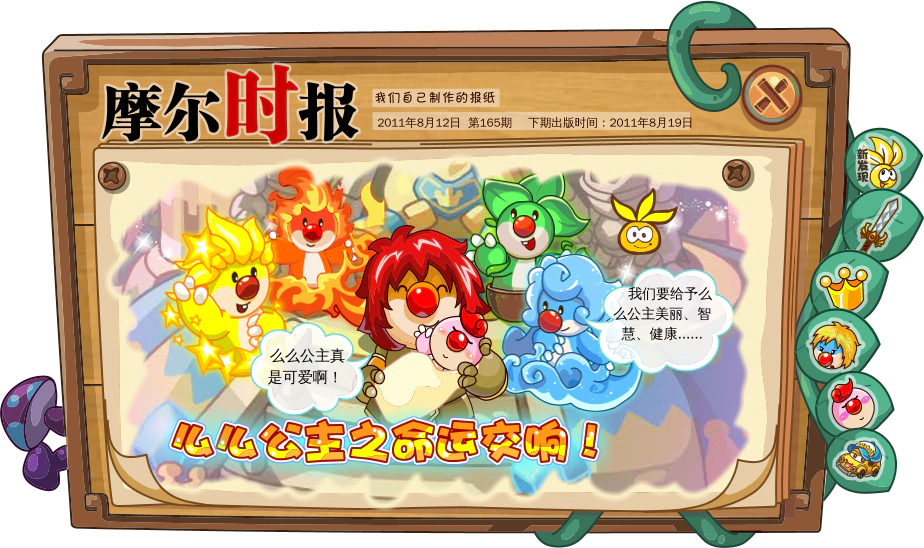 摩尔时报
我们自己制作的报纸
2011年8月12日 第165期 下期出版时间：2011年8月19日
新发现
我们要给予么
么公主美丽、智
慧、健康……
么么公主真
是可爱啊！
么么公主之命运交响！